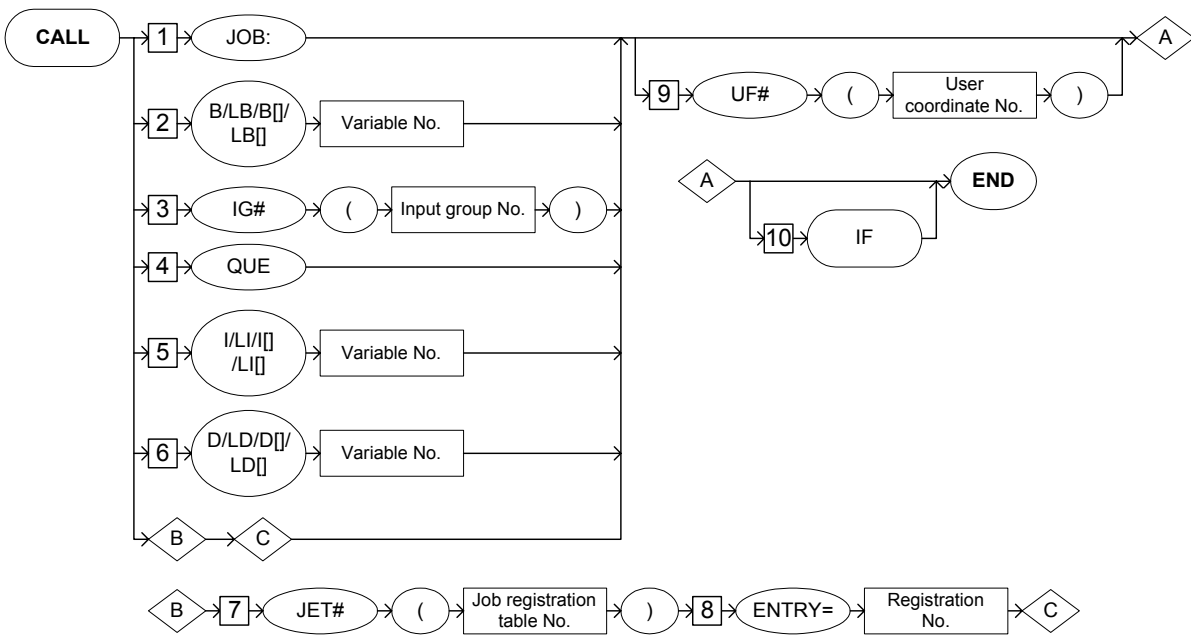 CALL
1
JOB:
A
9
UF#
(
User
coordinate No.
)
2
B/LB/B[]/
LB[]
Variable No.
A
END
10
IF
3
IG#
(
Input group No.
)
4
QUE
5
I/LI/I[]
/LI[]
Variable No.
6
D/LD/D[]/
LD[]
Variable No.
B
C
B
7
JET#
(
Job registration
table No.
)
8
ENTRY=
Registration
No.
C